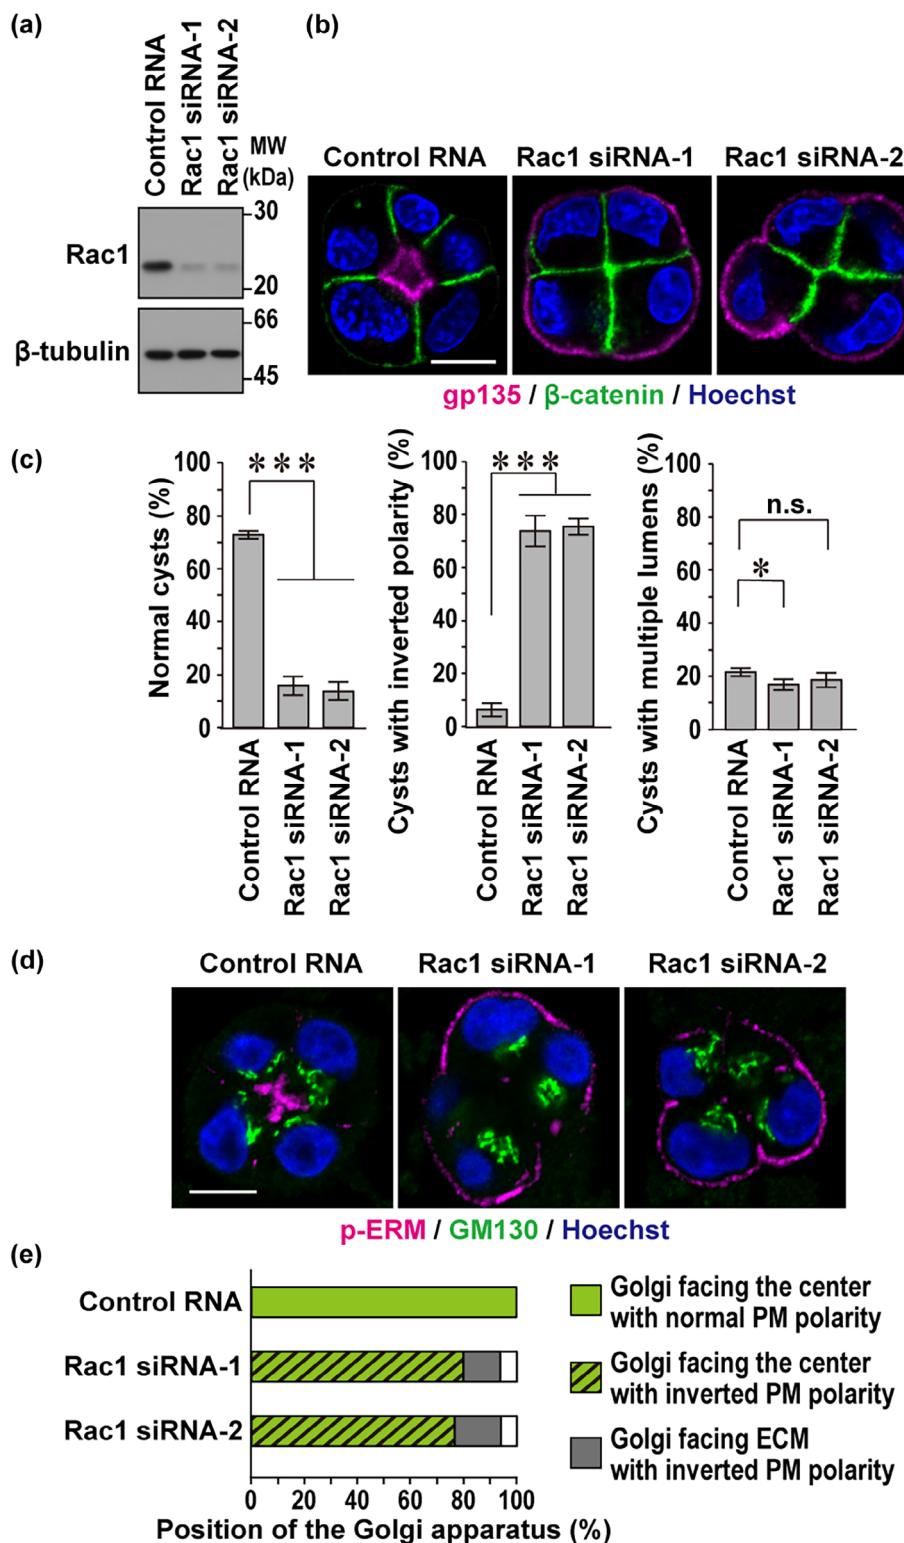 (a)
Control RNA
Rac1 siRNA-1
Rac1 siRNA-2
MW
(kDa)
Rac1
30
20
β-tubulin
66
45
(b)
Control RNA
Rac1 siRNA-1
Rac1 siRNA-2
gp135 / β-catenin / Hoechst
(c)
Normal cysts (%)
100
80
60
40
20
0
***
Control RNA
Rac1 siRNA-1
Rac1 siRNA-2
Cysts with inverted polarity (%)
100
80
60
40
20
0
***
Control RNA
Rac1 siRNA-1
Rac1 siRNA-2
Cysts with multiple lumens (%)
100
80
60
40
20
0
n.s.
*
Control RNA
Rac1 siRNA-1
Rac1 siRNA-2
(d)
Control RNA
Rac1 siRNA-1
Rac1 siRNA-2
p-ERM / GM130 / Hoechst
(e)
Control RNA
Rac1 siRNA-1
Rac1 siRNA-2
0 20 40 60 80 100
Position of the Golgi apparatus (%)
Golgi facing the center
with normal PM polarity
Golgi facing the center
with inverted PM polarity
Golgi facing ECM
with inverted PM polarity